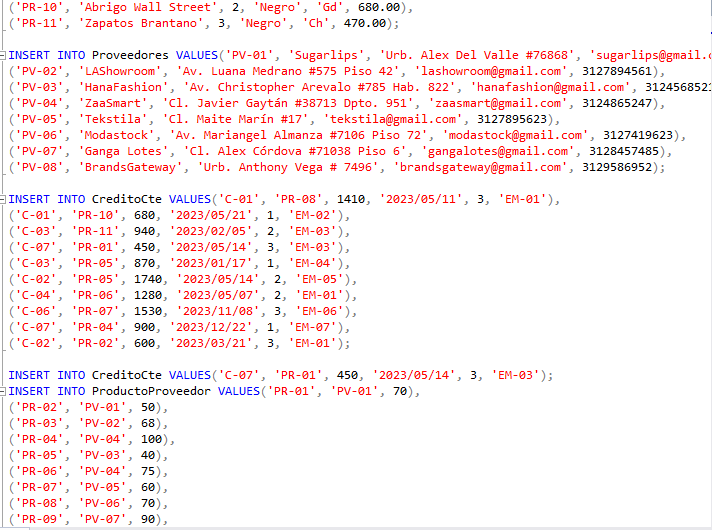 ('PR-10', 'Abrigo Wall Street', 2, 'Negro', 'Gd', 680.00),
('PR-11', 'Zapatos Brantano', 3, 'Negro', 'Ch', 470.00);
INSERT INTO Proveedores VALUES('PV-01', 'Sugarlips', 'Urb. Alex Del Valle #76868', 'sugarlips@gmail.c
('PV-02', 'LAShowroom', 'Av. Luana Medrano #575 Piso 42', 'lashowroom@gmail.com', 3127894561),
('PV-03', 'HanaFashion', 'Av. Christopher Arevalo #785 Hab. 822', 'hanafashion@gmail.com', 3124568521
('PV-04', 'ZaaSmart', 'Cl. Javier Gaytán #38713 Dpto. 951', 'zaasmart@gmail.com', 3124865247),
('PV-05', 'Tekstila', 'Cl. Maite Marín #17', 'tekstila@gmail.com', 3127895623),
('PV-06', 'Modastock', 'Av. Mariangel Almanza #7106 Piso 72', 'modastock@gmail.com', 3127419623),
('PV-07', 'Ganga Lotes', 'Cl. Alex Córdova #71038 Piso 6', 'gangalotes@gmail.com', 3128457485),
('PV-08', 'BrandsGateway', 'Urb. Anthony Vega # 7496', 'brandsgateway@gmail.com', 3129586952);
INSERT INTO CreditoCte VALUES('C-01', 'PR-08', 1410, '2023/05/11', 3, 'EM-01'),
('C-01', 'PR-10', 680, '2023/05/21', 1, 'EM-02'),
('C-03', 'PR-11', 940, '2023/02/05', 2, 'EM-03'),
('C-07', 'PR-01', 450, '2023/05/14', 3, 'EM-03'),
('C-03', 'PR-05', 870, '2023/01/17', 1, 'EM-04'),
('C-02', 'PR-05', 1740, '2023/05/14', 2, 'EM-05'),
('C-04', 'PR-06', 1280, '2023/05/07', 2, 'EM-01'),
('C-06', 'PR-07', 1530, '2023/11/08', 3, 'EM-06'),
('C-07', 'PR-04', 900, '2023/12/22', 1, 'EM-07'),
('C-02', 'PR-02', 600, '2023/03/21', 3, 'EM-01');
INSERT INTO CreditoCte VALUES('C-07', 'PR-01', 450, '2023/05/14', 3, 'EM-03');
INSERT INTO ProductoProveedor VALUES('PR-01', 'PV-01', 70),
('PR-02', 'PV-01', 50),
('PR-03', 'PV-02', 68),
('PR-04', 'PV-04', 100),
('PR-05', 'PV-03', 40),
('PR-06', 'PV-04', 75),
('PR-07', 'PV-05', 60),
('PR-08', 'PV-06', 70),
('PR-09', 'PV-07', 90),